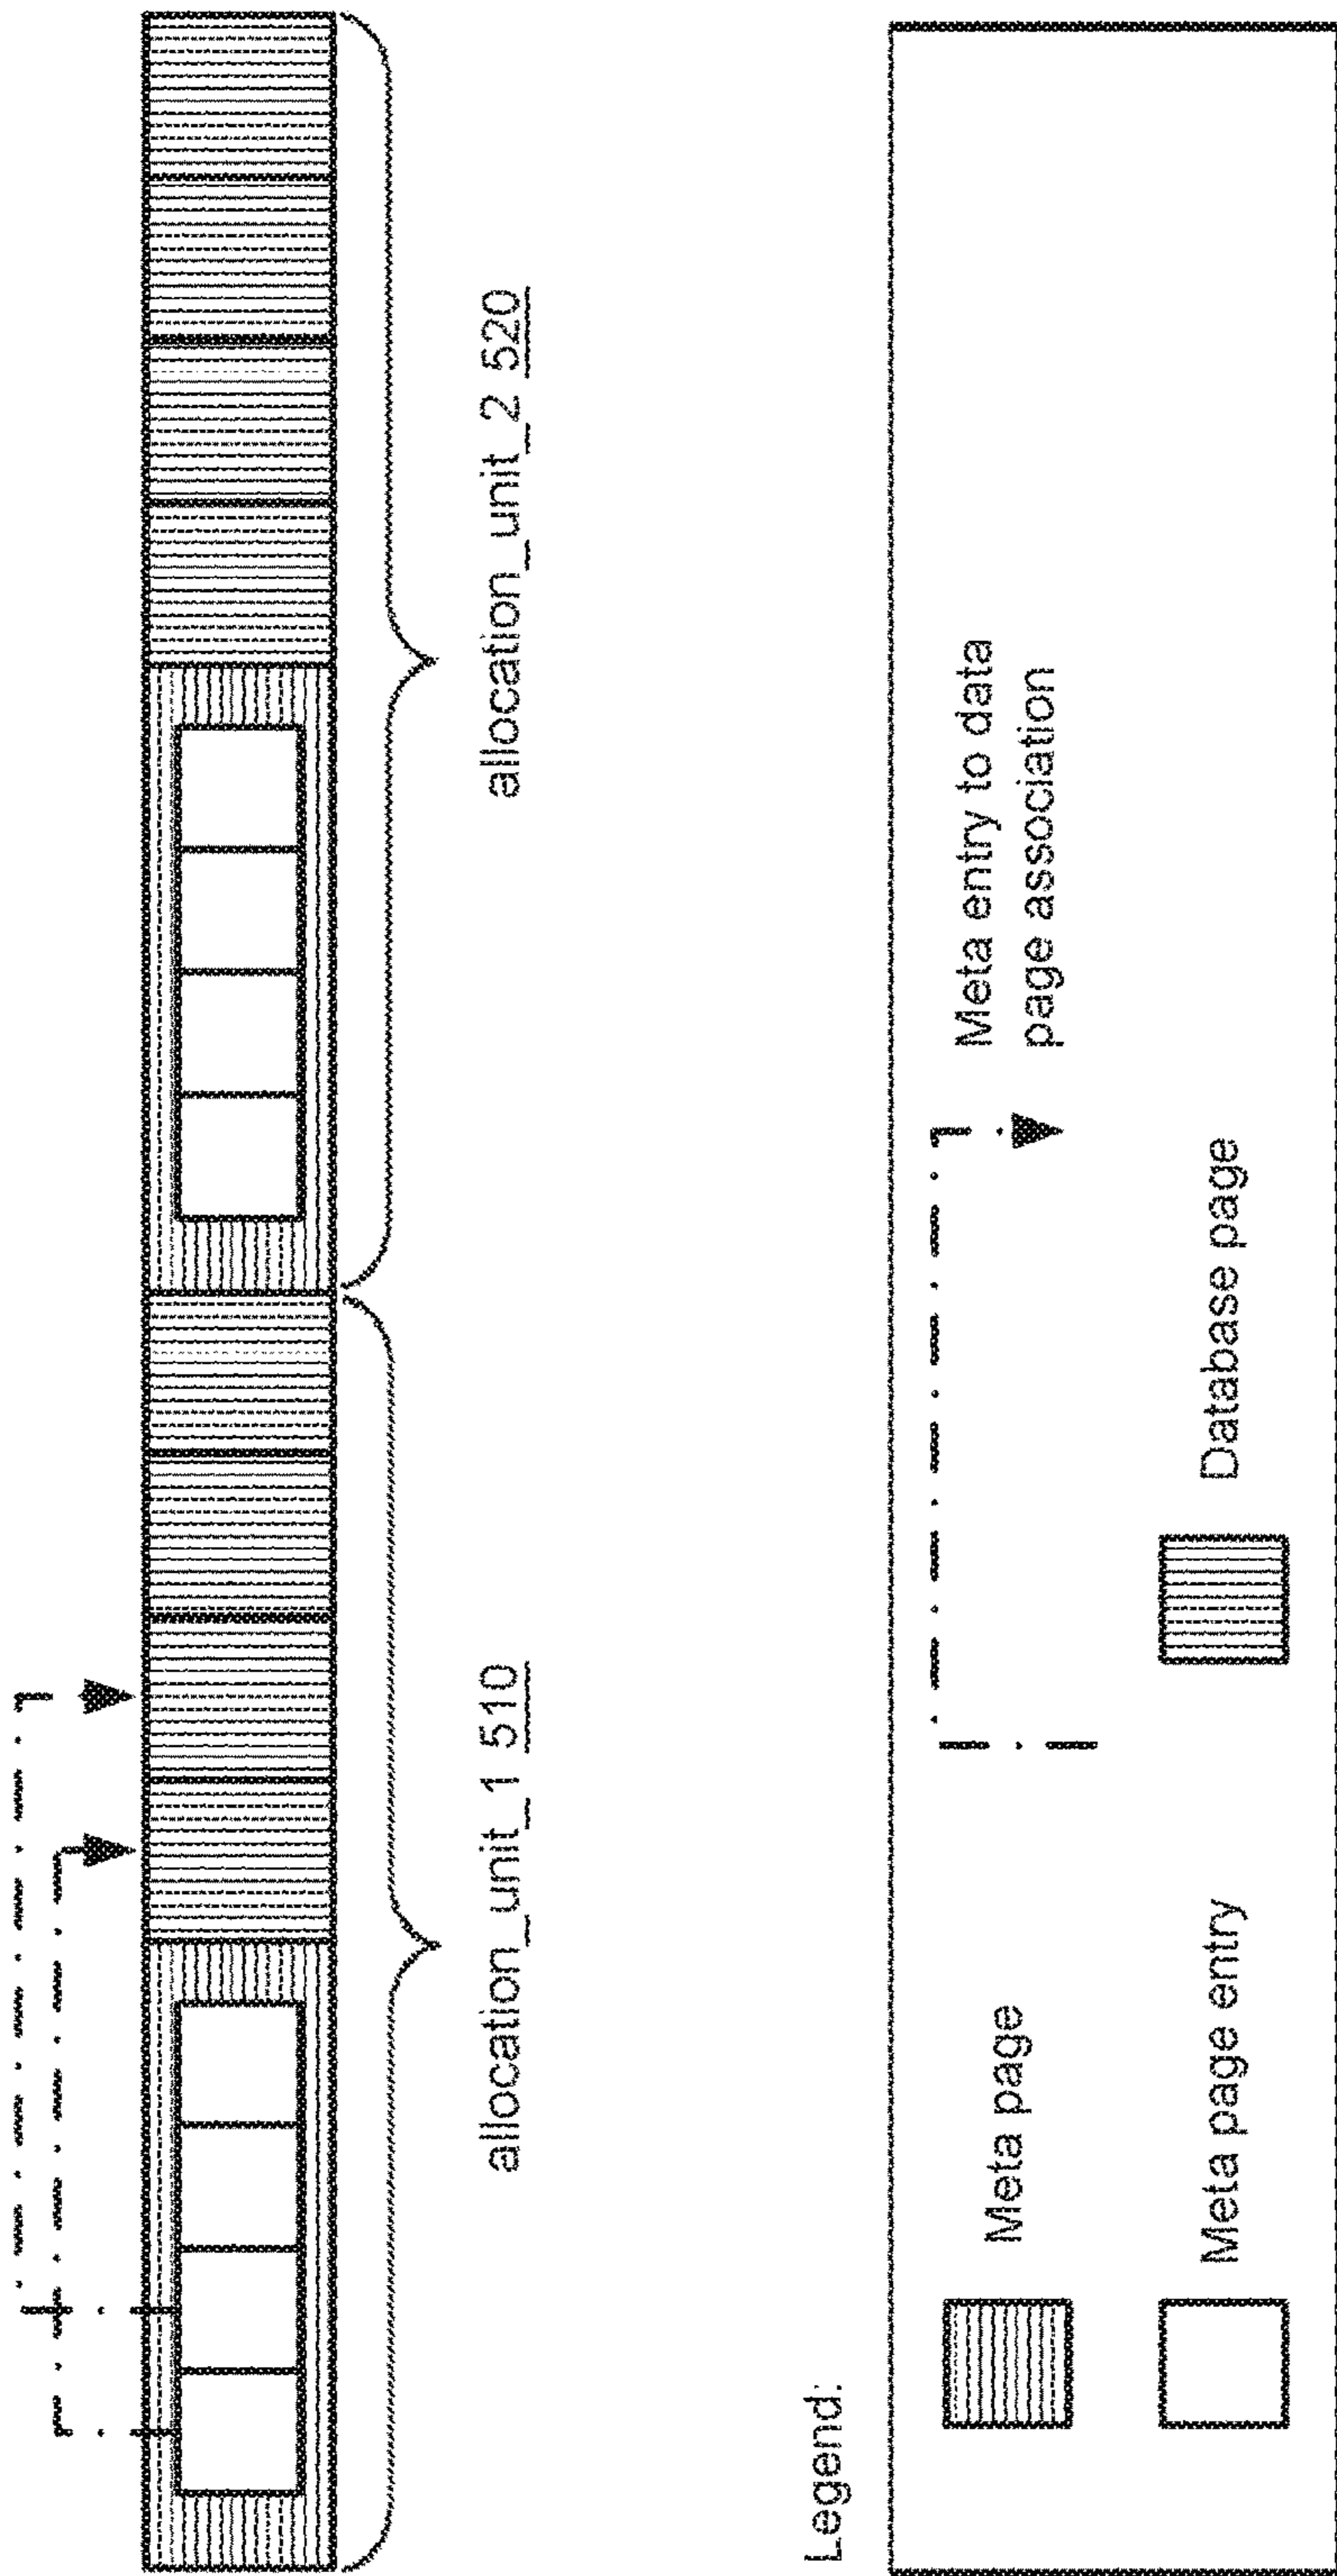 allocation_unit_1 510
allocation_unit_2 520
Legend:
Meta page
Meta entry to data
page association
Meta page entry
Database page